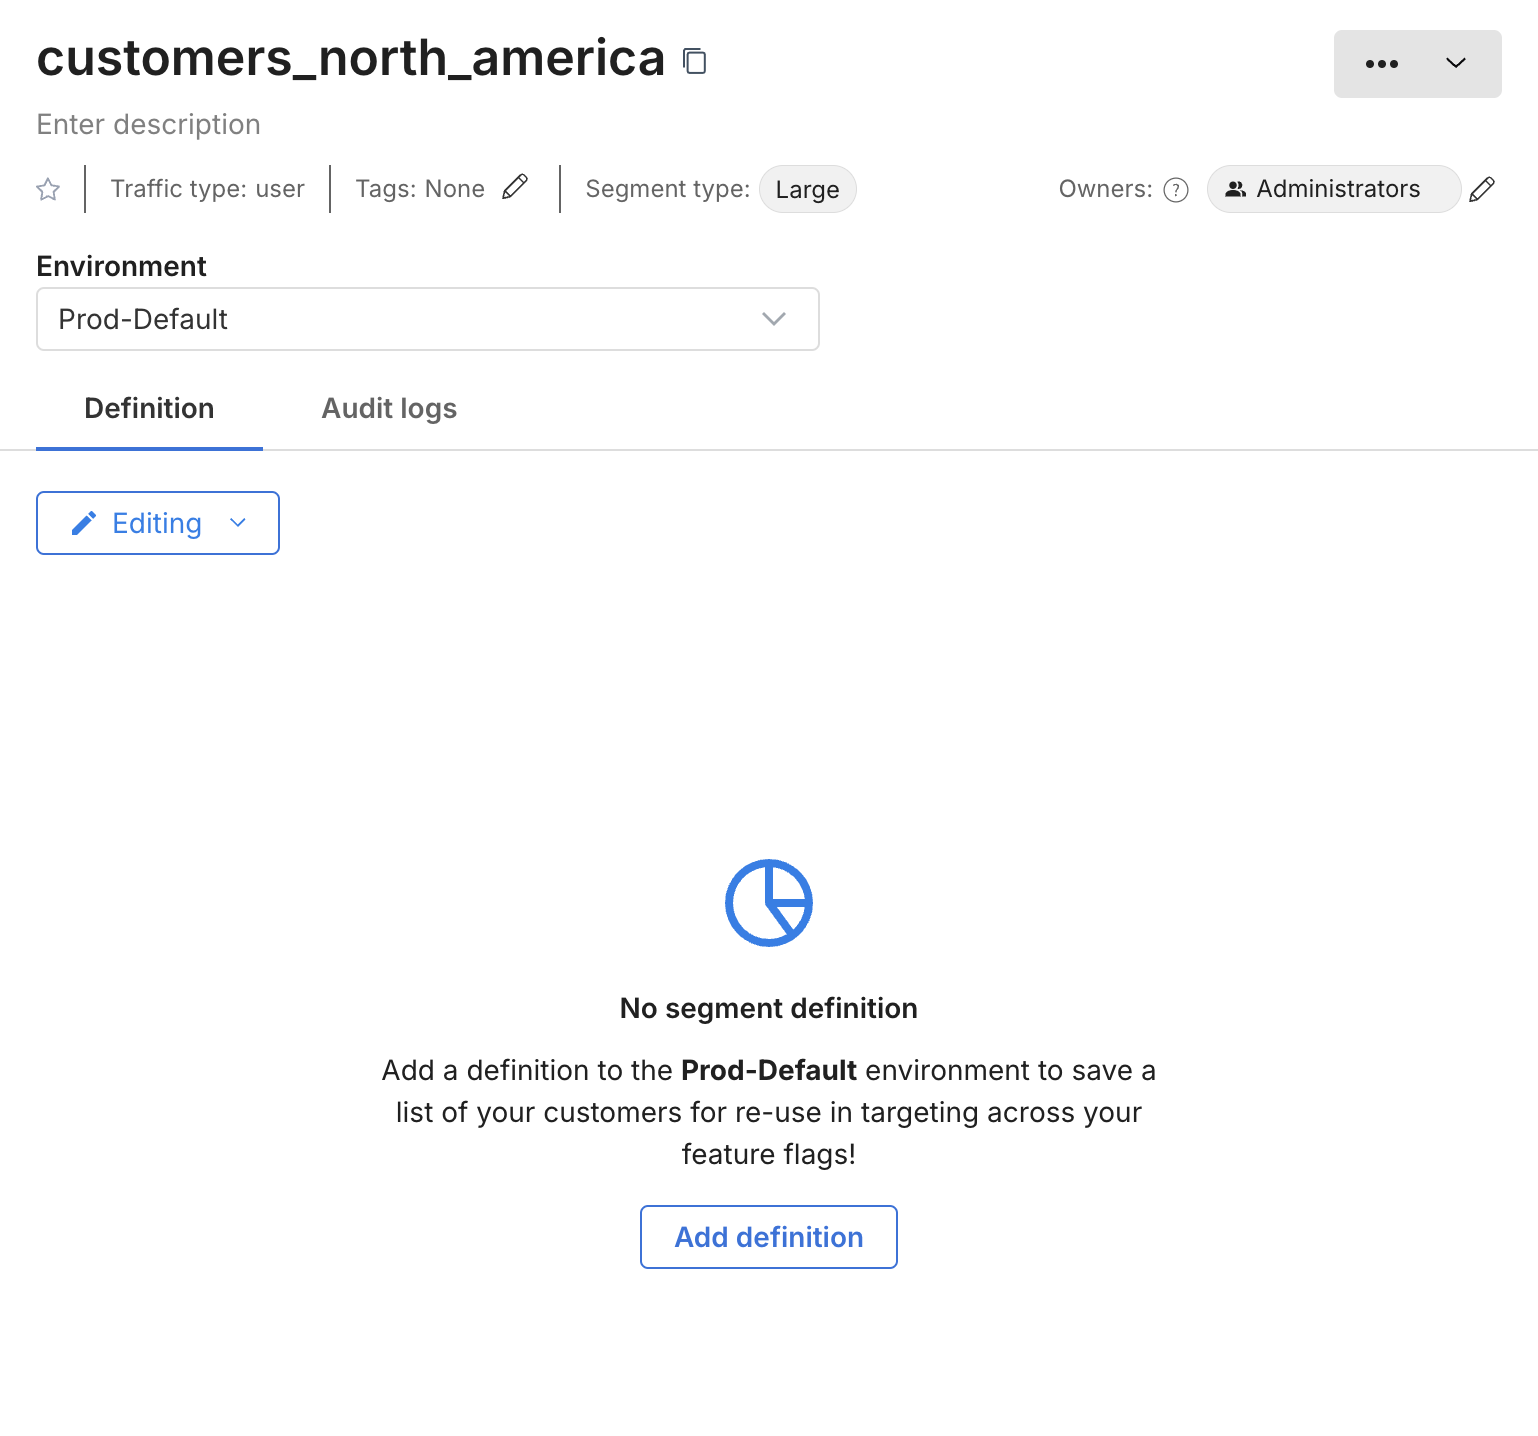 customers_north_america
Enter description
Traffic type: user
Tags: None
Segment type: Large
Owners: ? Administrators
Environment
Prod-Default
Definition
Audit logs
Editing
No segment definition
Add a definition to the Prod-Default environment to save a
list of your customers for re-use in targeting across your
feature flags!
Add definition